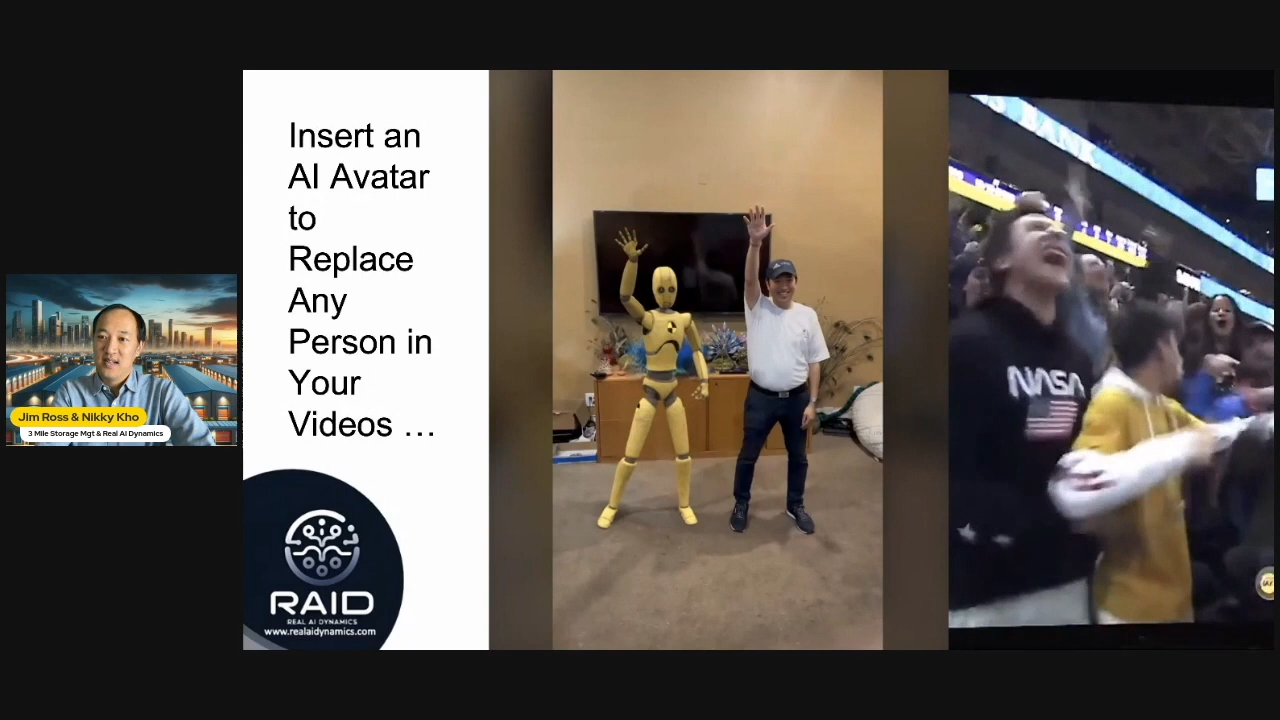 Insert an
AI Avatar
to
Replace
Any
Person in
Your
Videos …
RAID
REAL AI DYNAMICS
www.realaidynamics.com
Jim Ross & Nikky Kho
3 Mile Storage Mgt & Real AI Dynamics
BANK
NASA